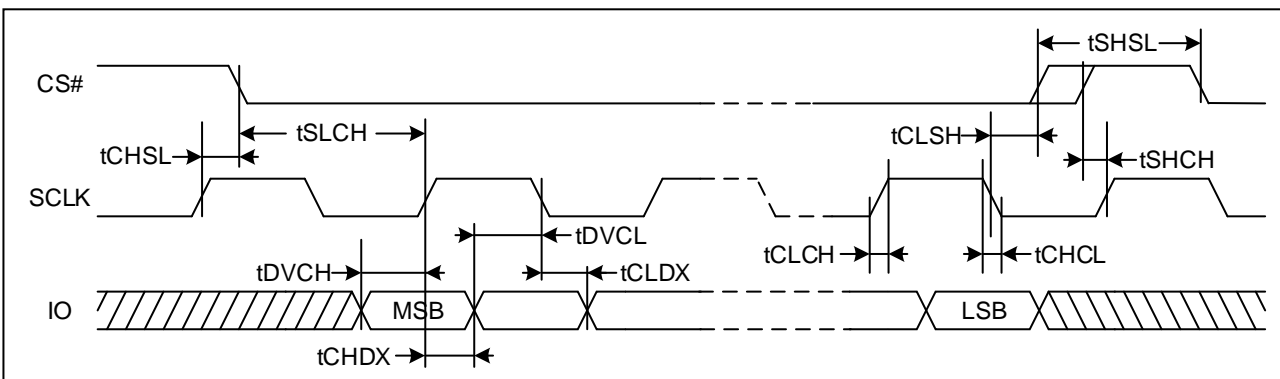 tSHSL
CS#
tSLCH
tCLSH
tCHSL
tSHCH
SCLK
tDVCL
tCLCH
tCHCL
tDVCH
tCLDX
IO
MSB
LSB
tCHDX